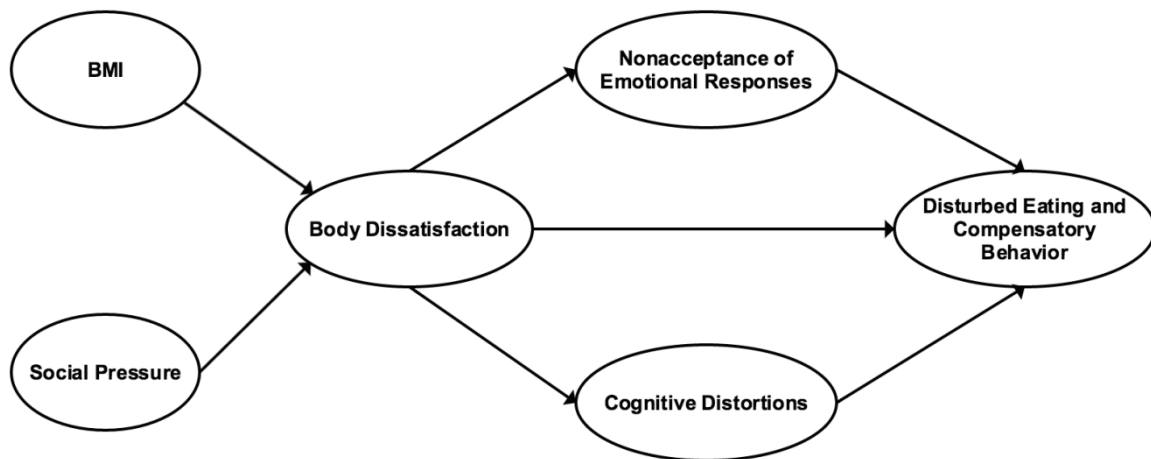 BMI
Nonacceptance of
Emotional Responses
Body Dissatisfaction
Disturbed Eating and
Compensatory
Behavior
Social Pressure
Cognitive Distortions